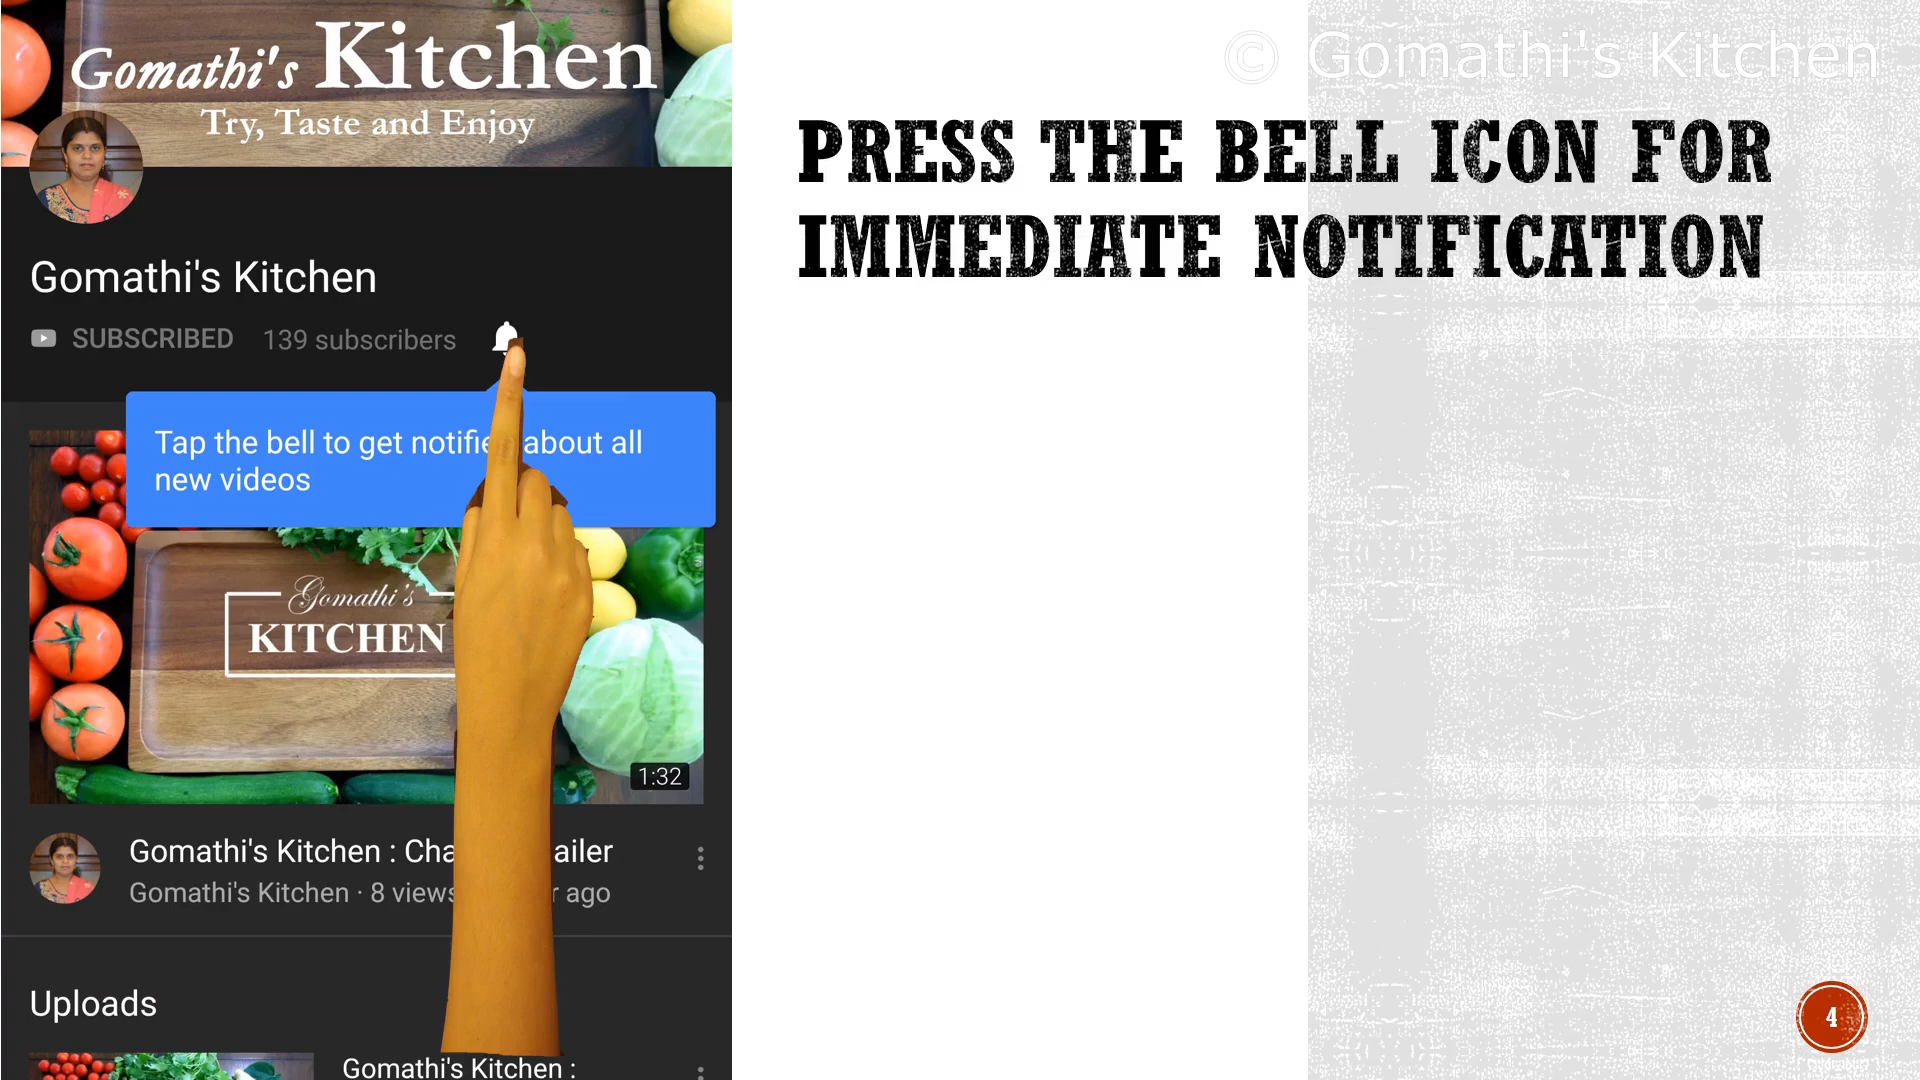 Gomathi's Kitchen
Try, Taste and Enjoy
Gomathi's Kitchen
SUBSCRIBED 139 subscribers
Tap the bell to get notifie about all
new videos
Gomathi's
KITCHEN
1:32
Gomathi's Kitchen : Cha ailer
Gomathi's Kitchen · 8 views r ago
Uploads
Gomathi's Kitchen :
© Gomathi's Kitchen
PRESS THE BELL ICON FOR
IMMEDIATE NOTIFICATION
4